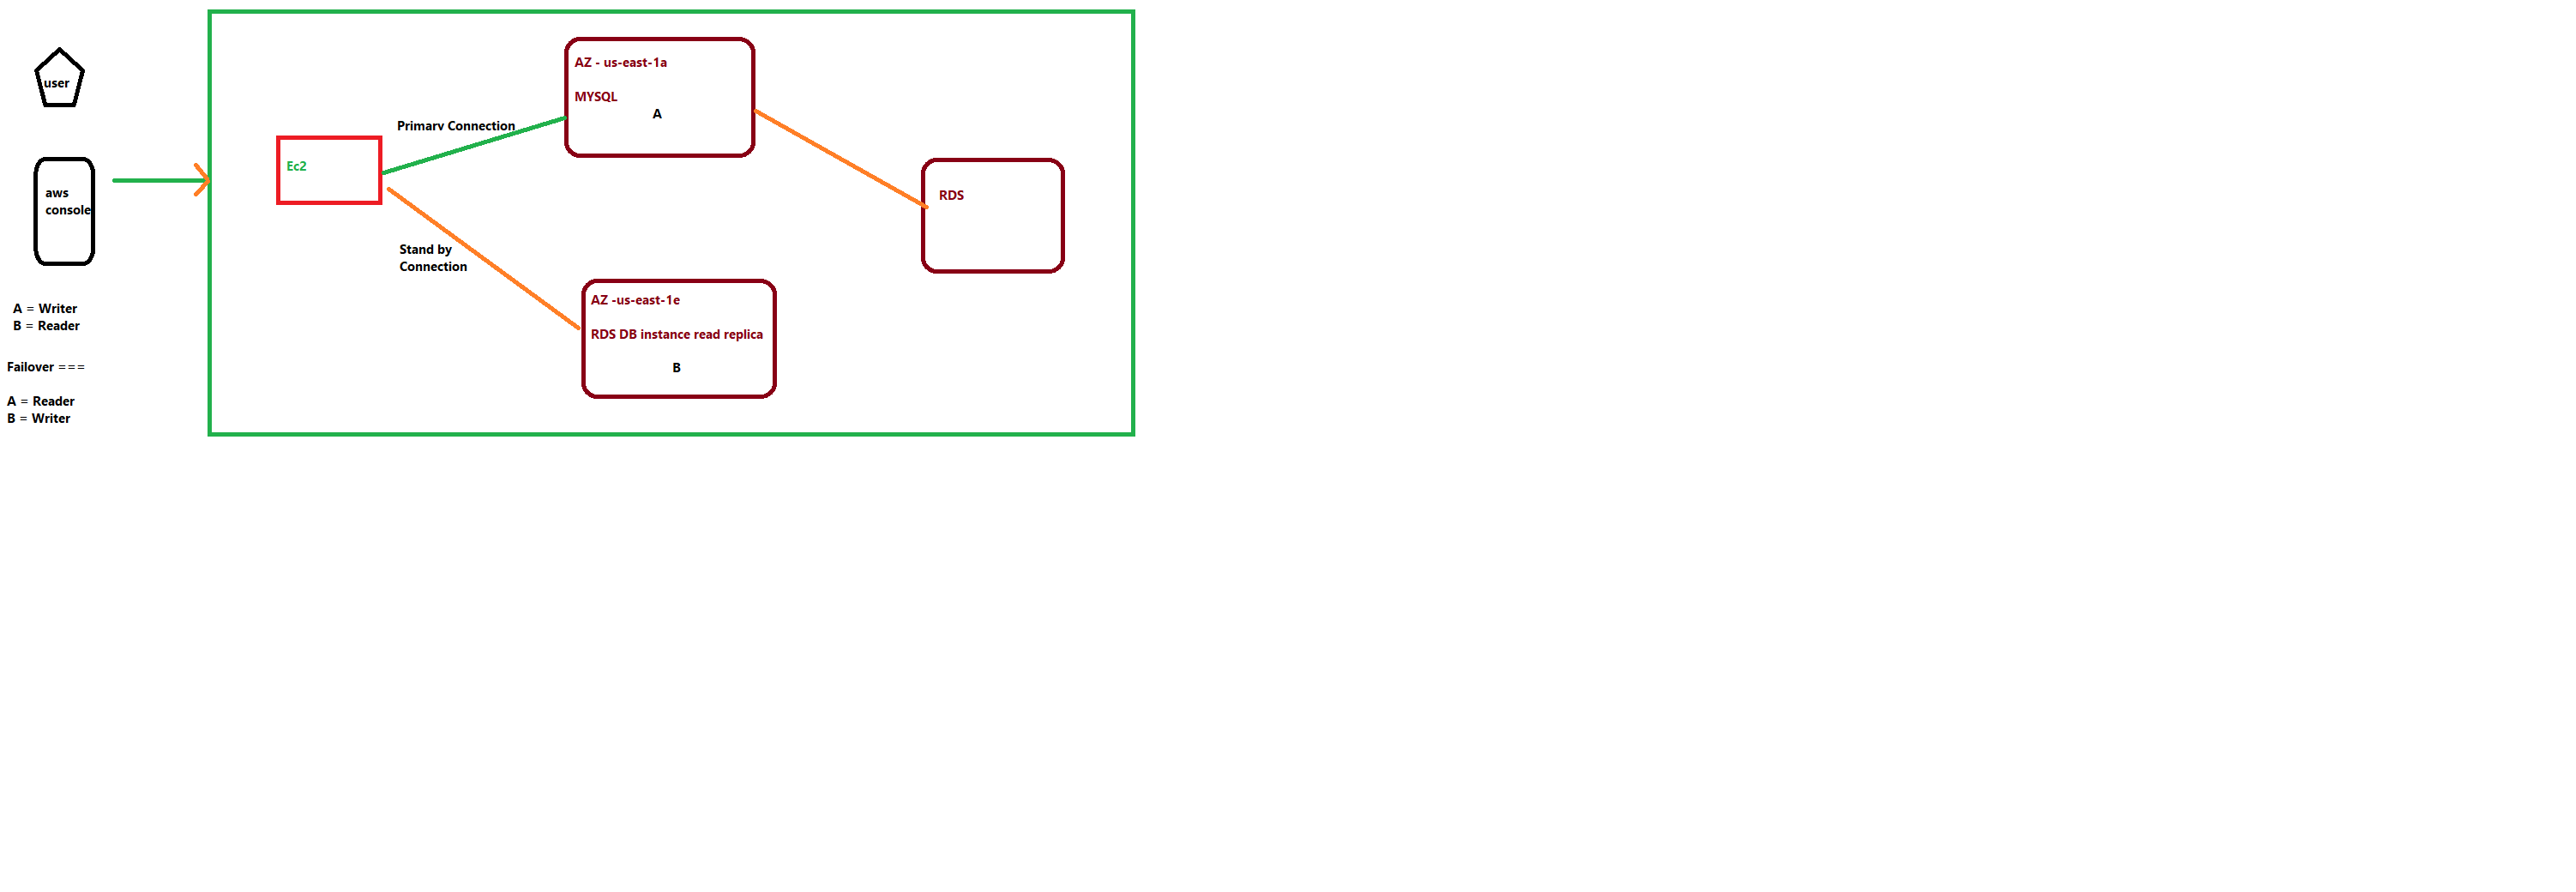 user
aws
console
A = Writer
B = Reader
Failover ===
A = Reader
B = Writer
Ec2
Primary Connection
Stand by
Connection
AZ - us-east-1a
MYSQL
A
AZ -us-east-1e
RDS DB instance read replica
B
RDS